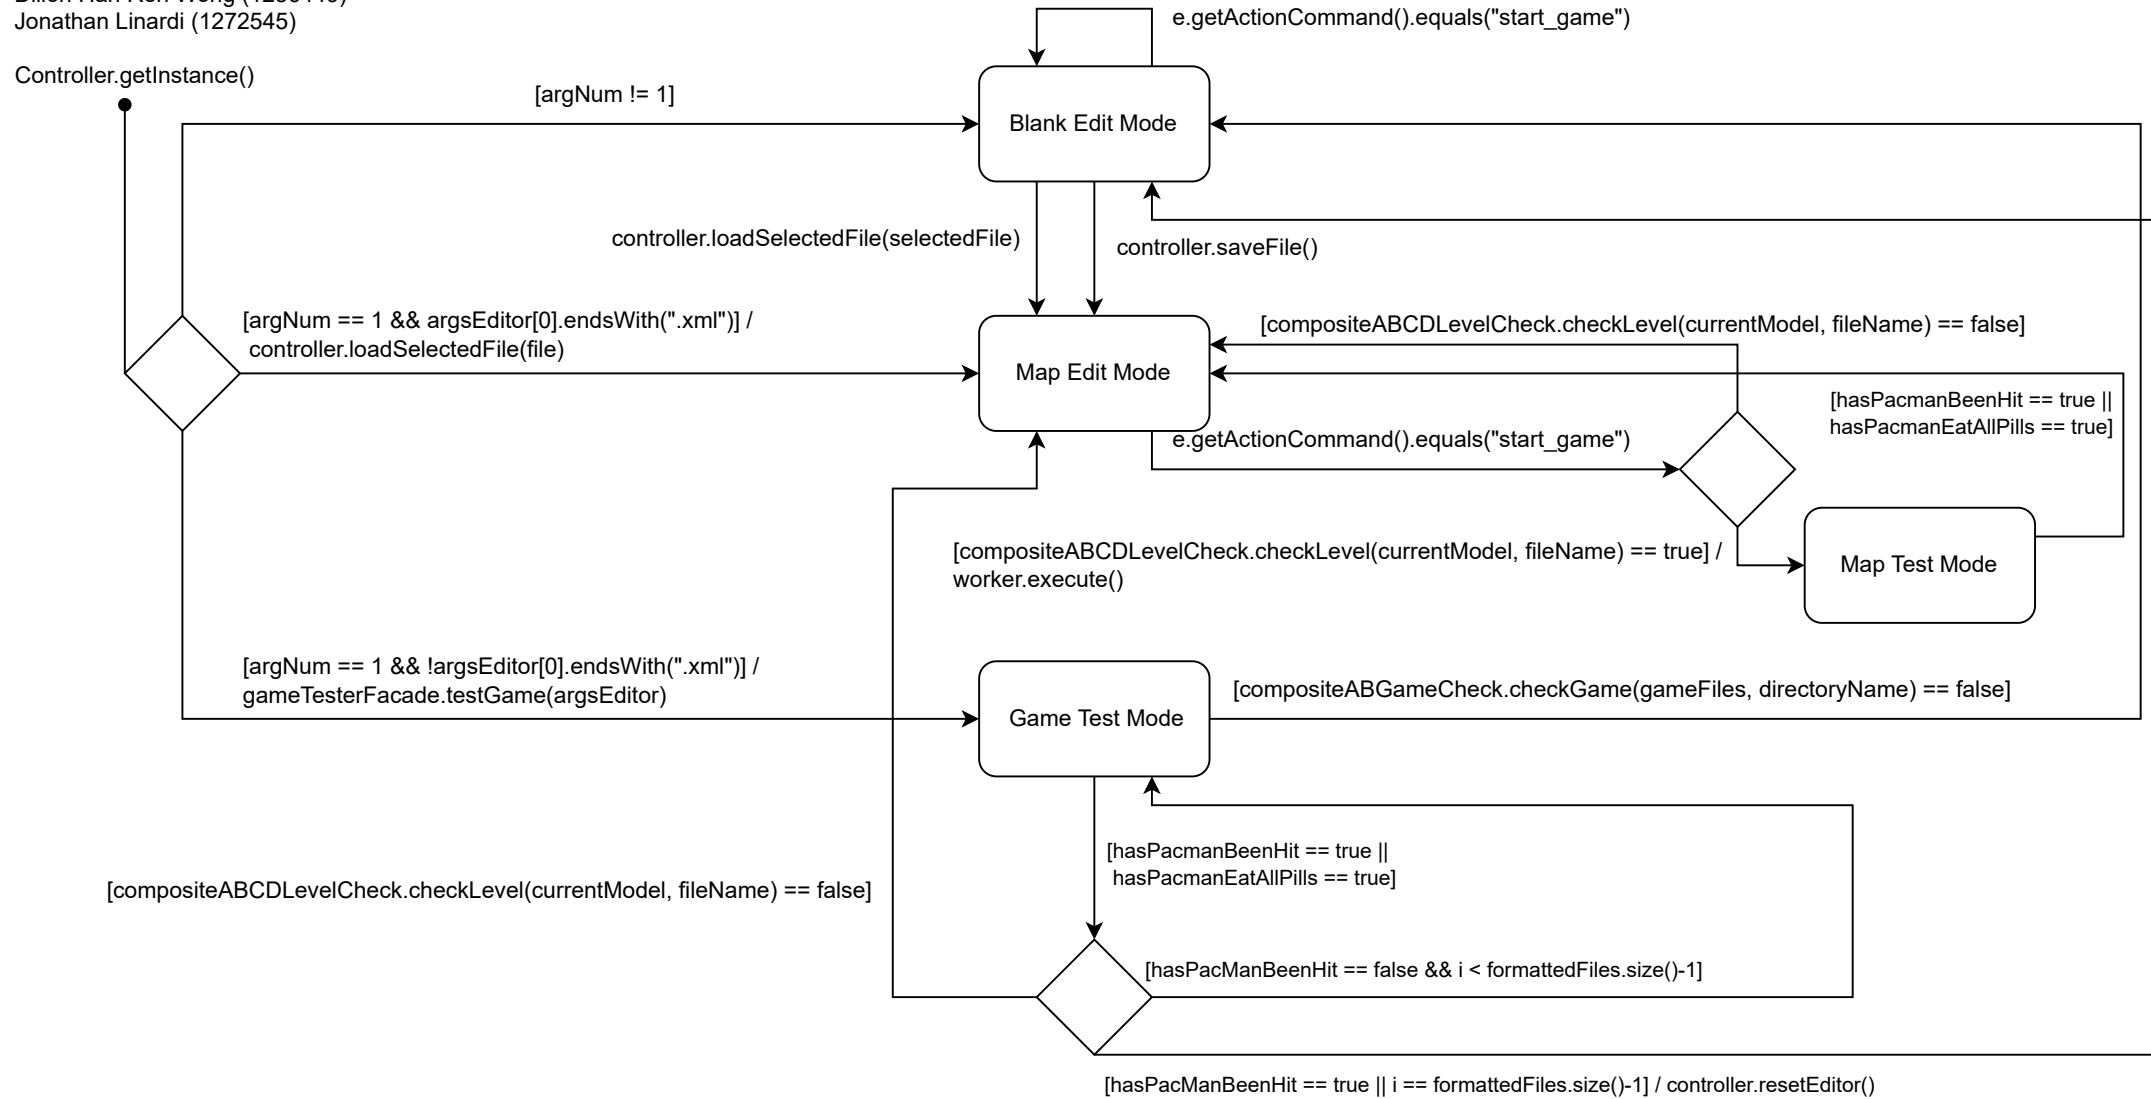 Jonathan Linardi (1272545)
e.getActionCommand().equals("start_game")
Controller.getInstance()
[argNum != 1]
Blank Edit Mode
controller.loadSelectedFile(selectedFile)
controller.saveFile()
[argNum == 1 && argsEditor[0].endsWith(".xml")] /
controller.loadSelectedFile(file)
[compositeABCDLevelCheck.checkLevel(currentModel, fileName) == false]
Map Edit Mode
[hasPacmanBeenHit == true ||
hasPacmanEatAllPills == true]
e.getActionCommand().equals("start_game")
[compositeABCDLevelCheck.checkLevel(currentModel, fileName) == true] /
worker.execute()
Map Test Mode
[argNum == 1 && !argsEditor[0].endsWith(".xml")] /
gameTesterFacade.testGame(argsEditor)
Game Test Mode
[compositeABGameCheck.checkGame(gameFiles, directoryName) == false]
[hasPacmanBeenHit == true ||
hasPacmanEatAllPills == true]
[compositeABCDLevelCheck.checkLevel(currentModel, fileName) == false]
[hasPacManBeenHit == false && i < formattedFiles.size()-1]
[hasPacManBeenHit == true || i == formattedFiles.size()-1] / controller.resetEditor()